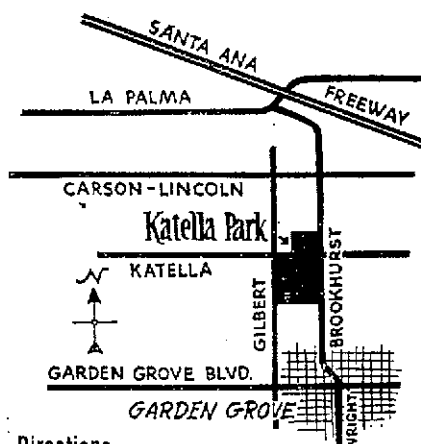 SANTA ANA
FREEWAY
LA PALMA
CARSON-LINCOLN
Katella Park
KATELLA
N
GILBERT
BROOKHURST
GARDEN GROVE BLVD.
GARDEN GROVE
WRIGHT
Directions